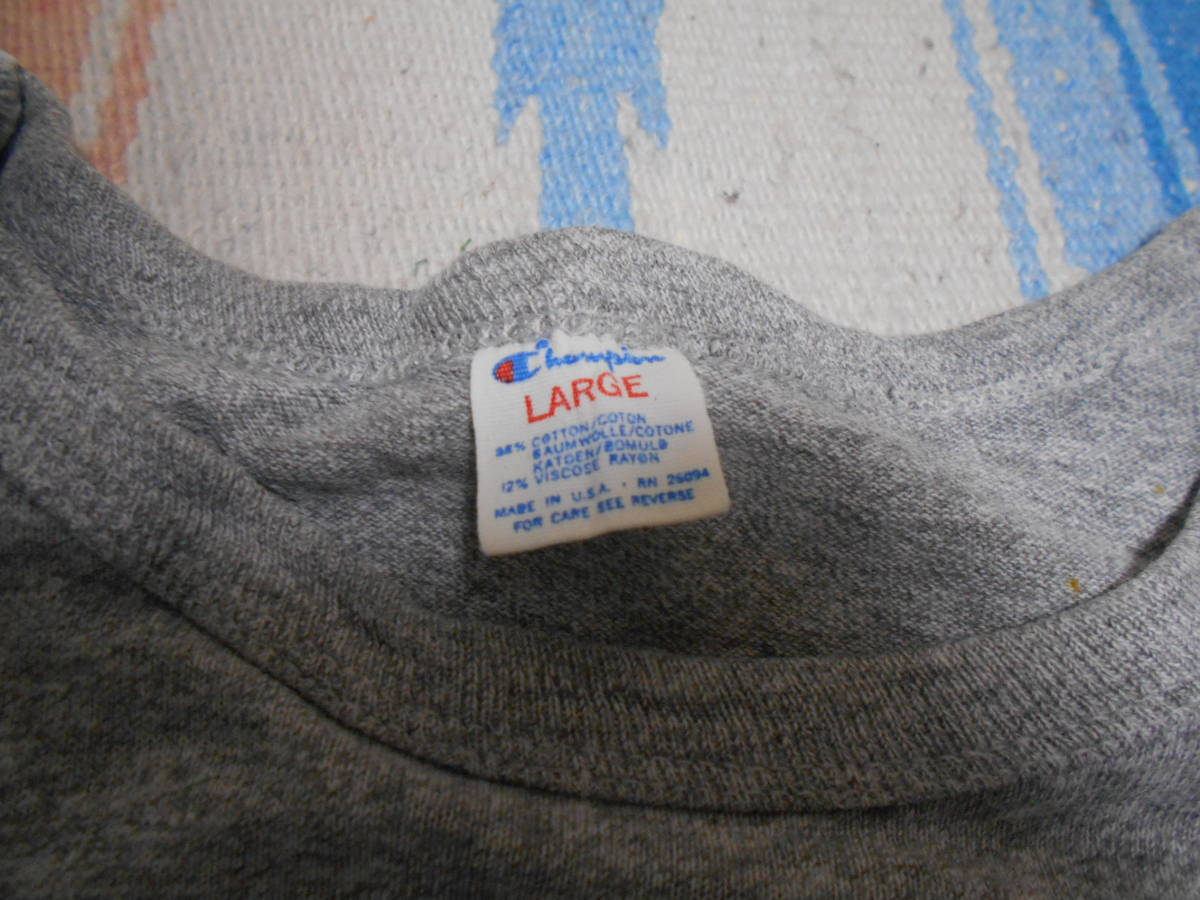 Champion
LARGE
88% COTTON/COTON
BAUMWOLLE/COTONE
KATOEN/BOMULD
12% VISCOSE RAYON
MADE IN U.S.A. - RN 26094
FOR CARE SEE REVERSE